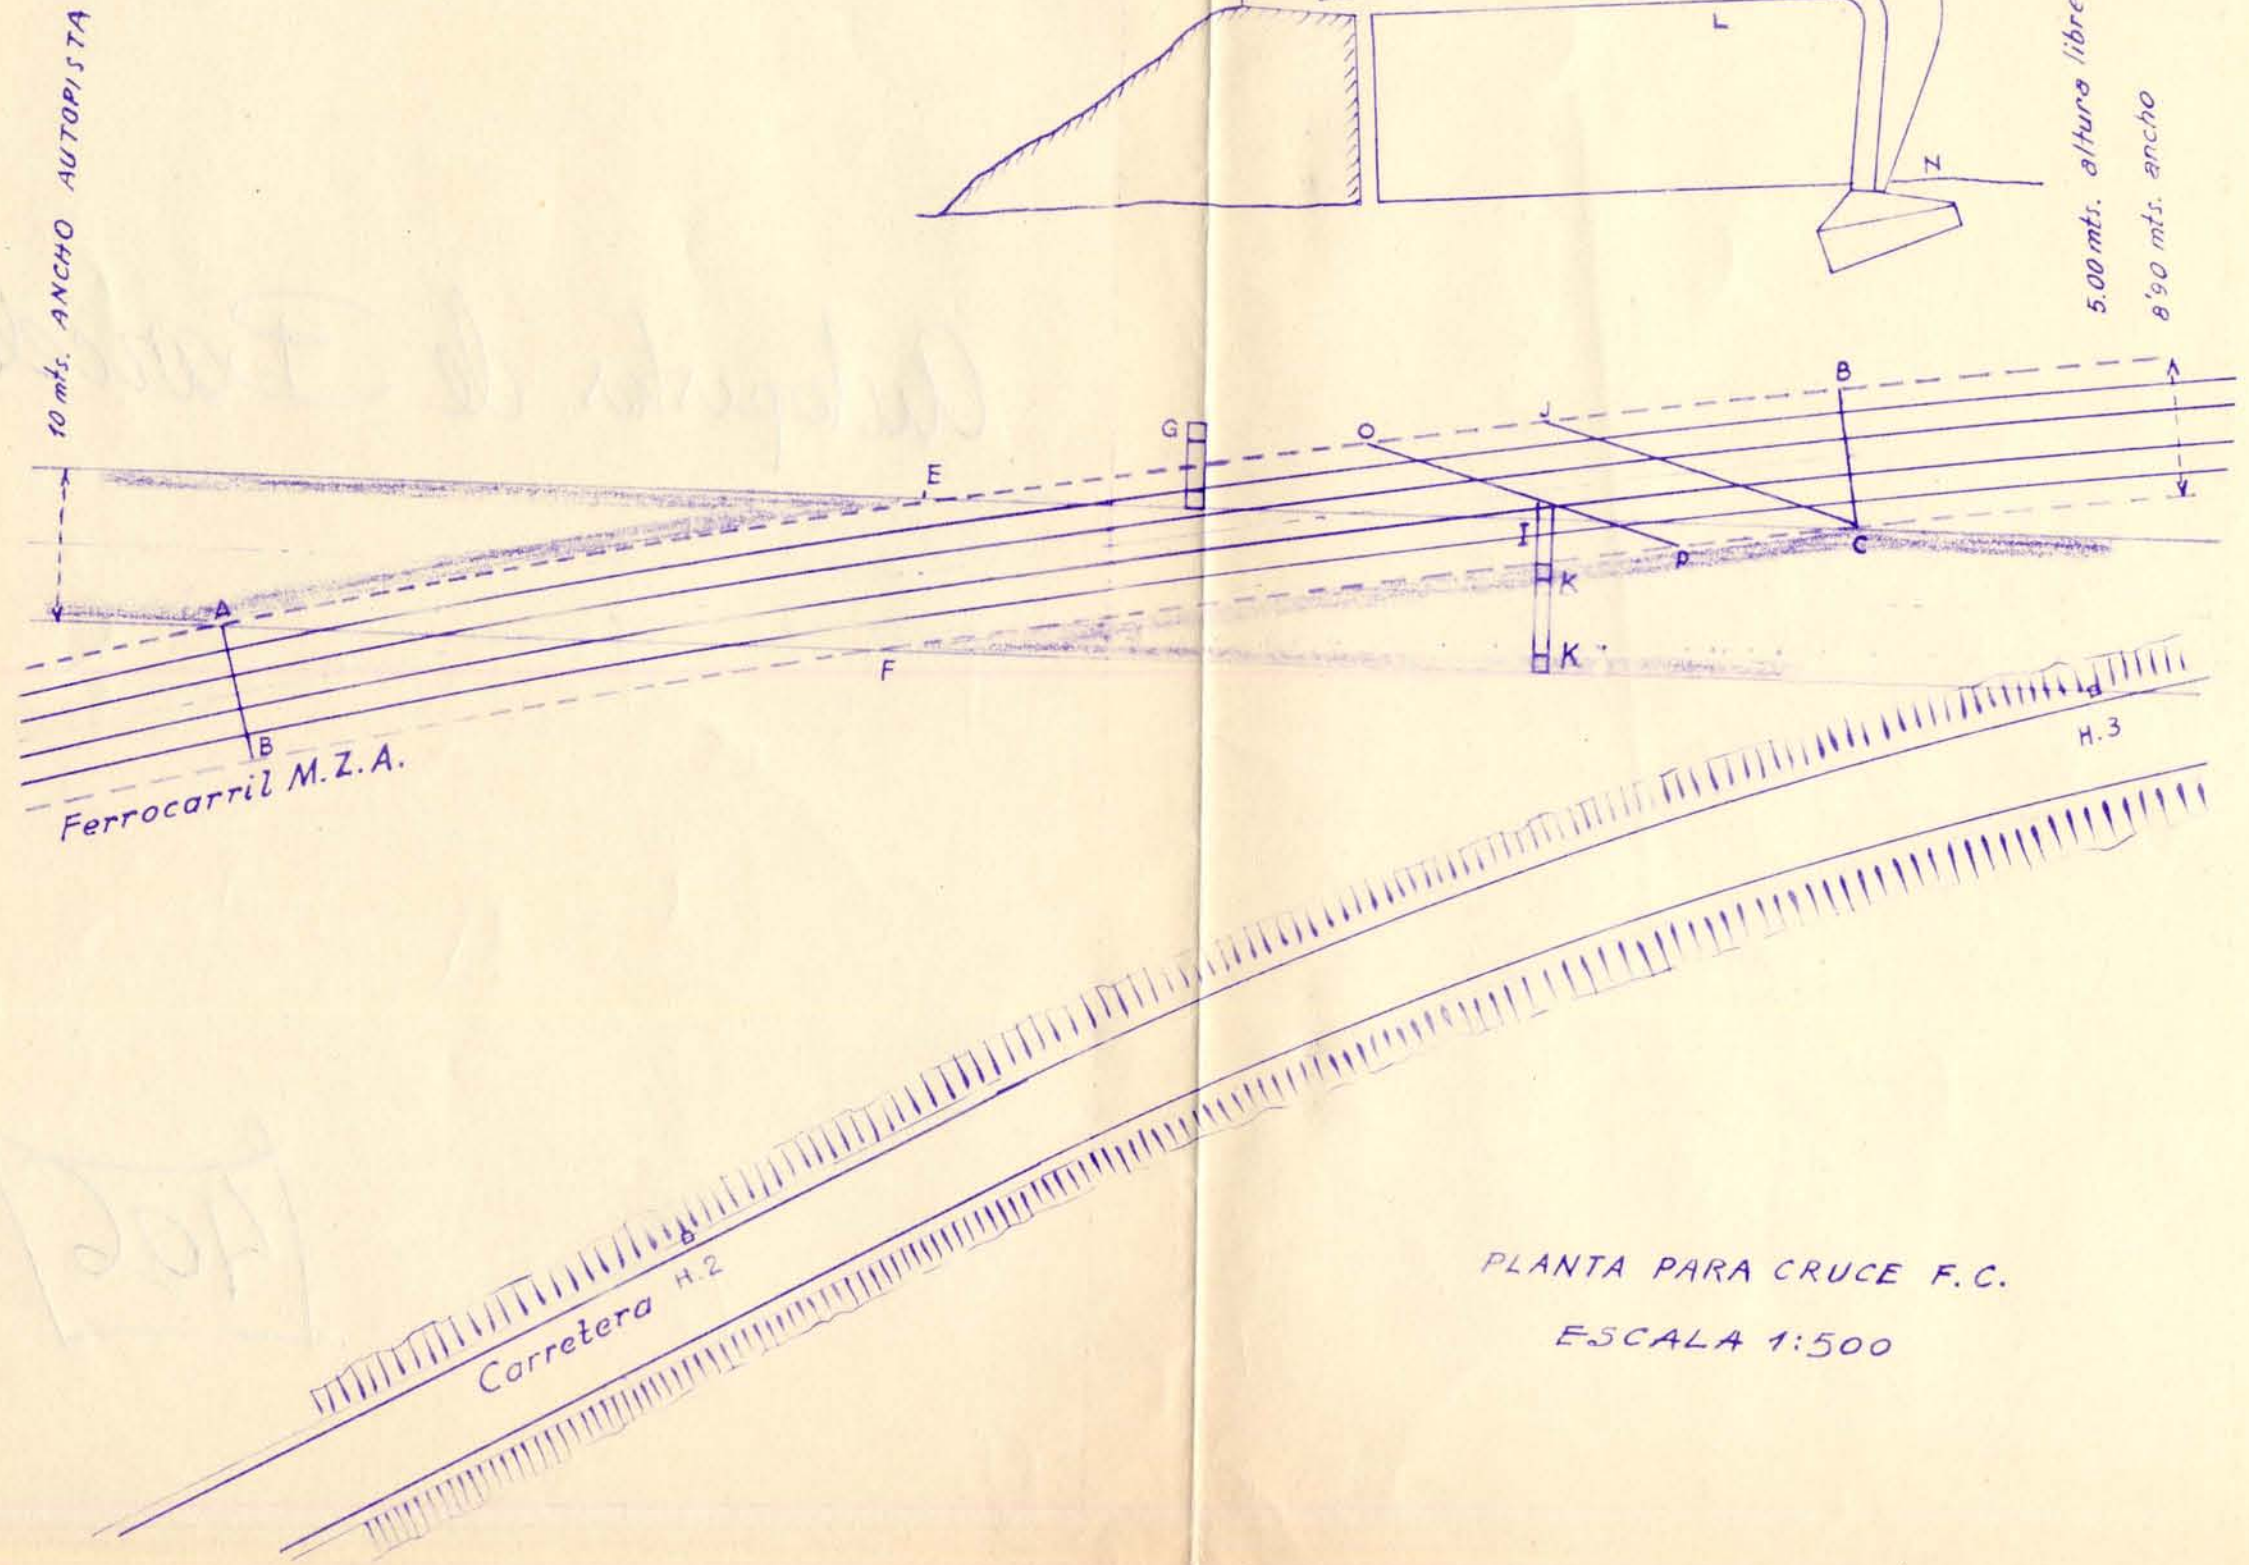 10 mts. ANCHO AUTOPISTA
L
Z
5.00 mts. altura libre
8'90 mts. ancho
B
G
O
J
E
I
K
P
C
A
K
F
B
Ferrocarril M.Z.A.
H.3
H.2
Carretera
PLANTA PARA CRUCE F.C.
ESCALA 1:500